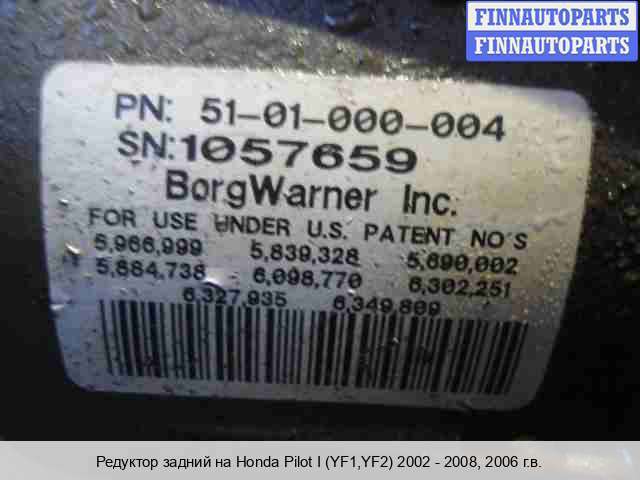 FINNAUTOPARTS
FINNAUTOPARTS
PN: 51-01-000-004
SN:1057659
BorgWarner Inc.
FOR USE UNDER U.S. PATENT NO'S
5,966,999 5,839,328 5,690,002
5,884,738 6,098,770 6,302,251
6,327,935 6,349,809
Редуктор задний на Honda Pilot I (YF1,YF2) 2002 - 2008, 2006 г.в.